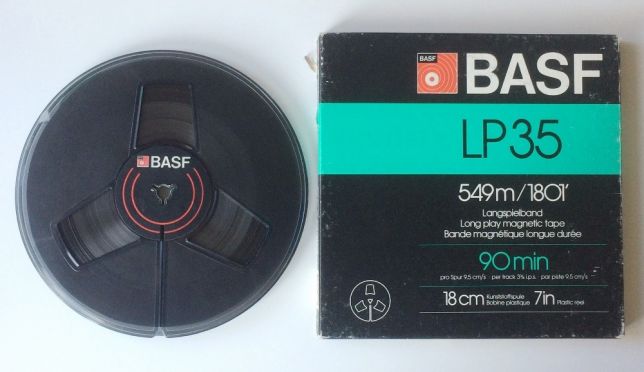 BASF
BASF
BASF
LP35
549m/1801'
Langspielband
Long play magnetic tape
Bande magnétique longue durée
90 min
pro Spur 9.5 cm/s · per track 3¾ i.p.s. · par piste 9.5 cm/s
18 cm Kunststoffspule Bobine plastique 7in Plastic reel